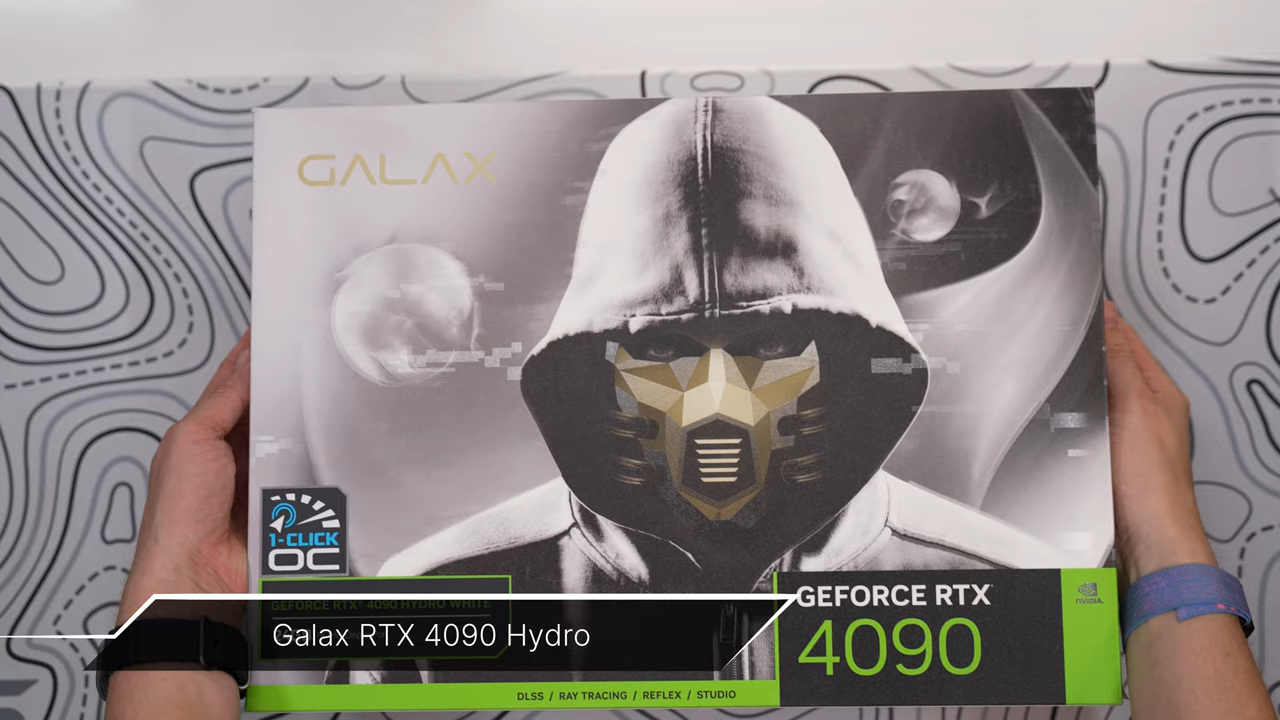 GALAX
1-CLICK
OC
GEFORCE RTX® 4090 HYDRO WHITE
Galax RTX 4090 Hydro
GEFORCE RTX
4090
NVIDIA.
DLSS / RAY TRACING / REFLEX / STUDIO